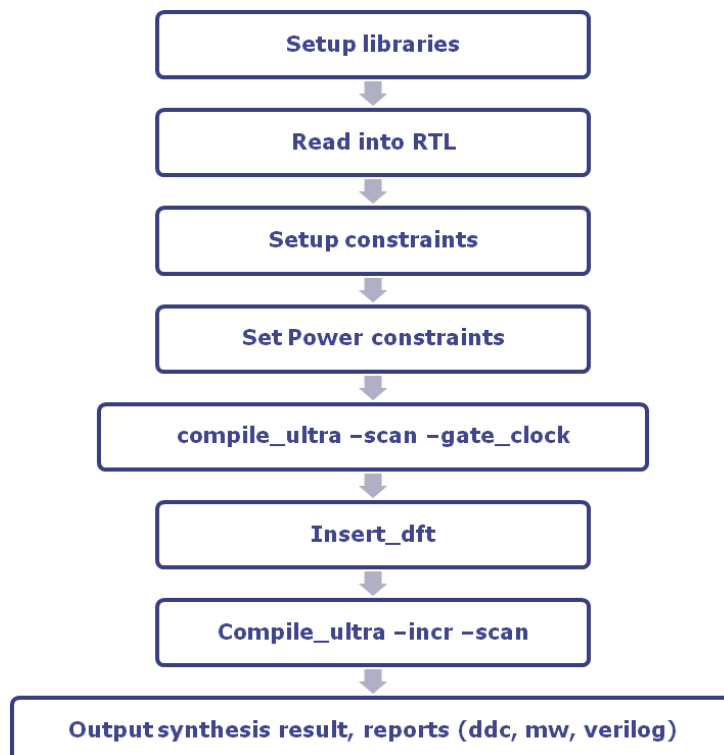 Setup libraries
Read into RTL
Setup constraints
Set Power constraints
compile_ultra –scan –gate_clock
Insert_dft
Compile_ultra –incr –scan
Output synthesis result, reports (ddc, mw, verilog)